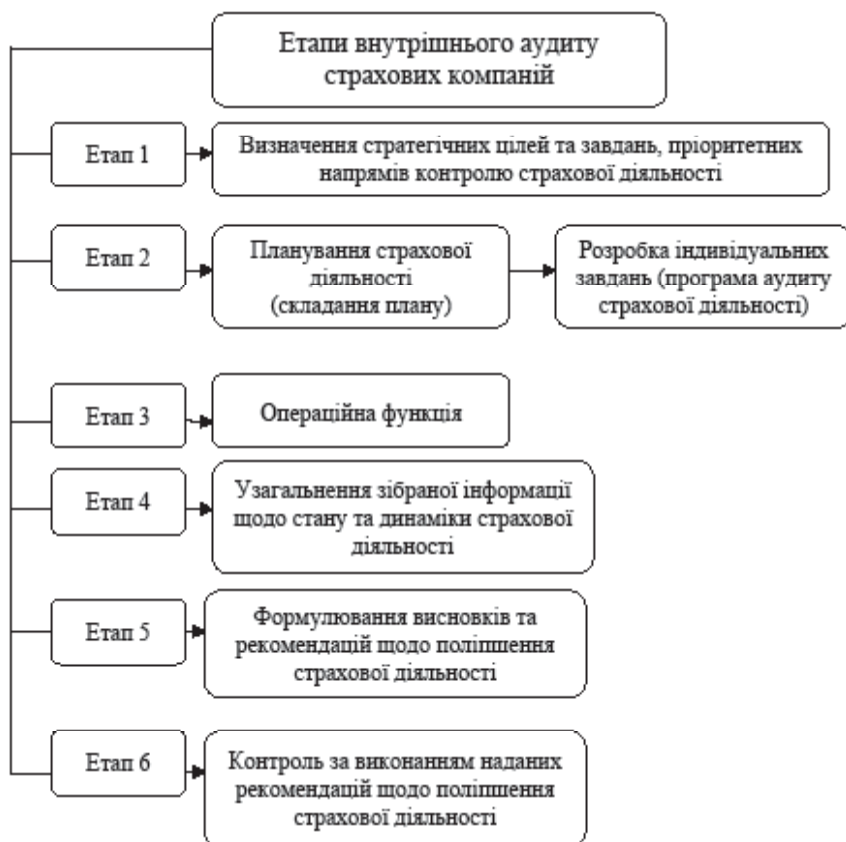 Етапи внутрішнього аудиту
страхових компаній
Етап 1
Визначення стратегічних цілей та завдань, пріоритетних
напрямів контролю страхової діяльності
Етап 2
Планування страхової
діяльності
(складання плану)
Розробка індивідуальних
завдань (програма аудиту
страхової діяльності)
Етап 3
Операційна функція
Етап 4
Узагальнення зібраної інформації
щодо стану та динаміки страхової
діяльності
Етап 5
Формулювання висновків та
рекомендацій щодо поліпшення
страхової діяльності
Етап 6
Контроль за виконанням наданих
рекомендацій щодо поліпшення
страхової діяльності